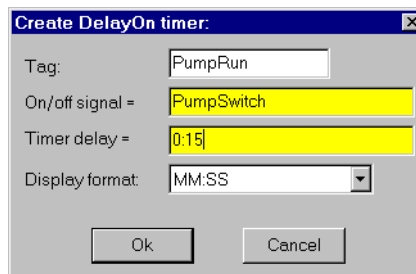 Create DelayOn timer:
Tag: PumpRun
On/off signal = PumpSwitch
Timer delay = 0:15
Display format: MM:SS
Ok Cancel